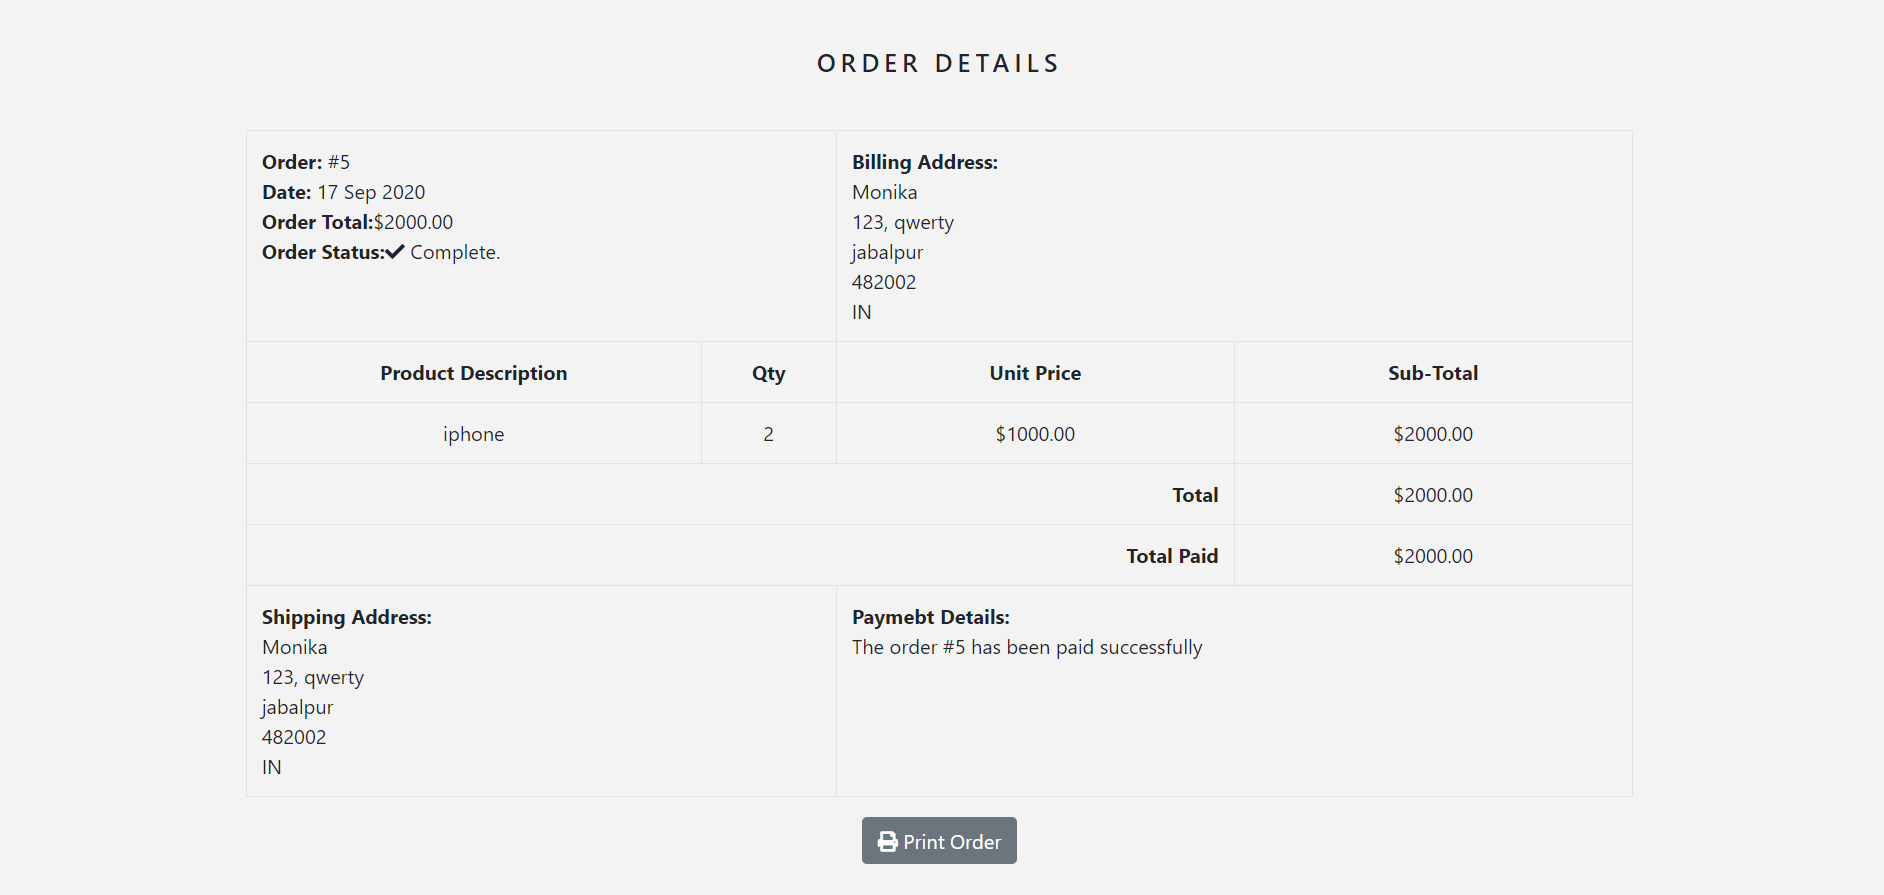 ORDER DETAILS
Order: #5
Date: 17 Sep 2020
Order Total:$2000.00
Order Status: Complete.
Billing Address:
Monika
123, qwerty
jabalpur
482002
IN
Product Description Qty Unit Price Sub-Total
iphone 2 $1000.00 $2000.00
Total $2000.00
Total Paid $2000.00
Shipping Address:
Monika
123, qwerty
jabalpur
482002
IN
Paymebt Details:
The order #5 has been paid successfully
Print Order